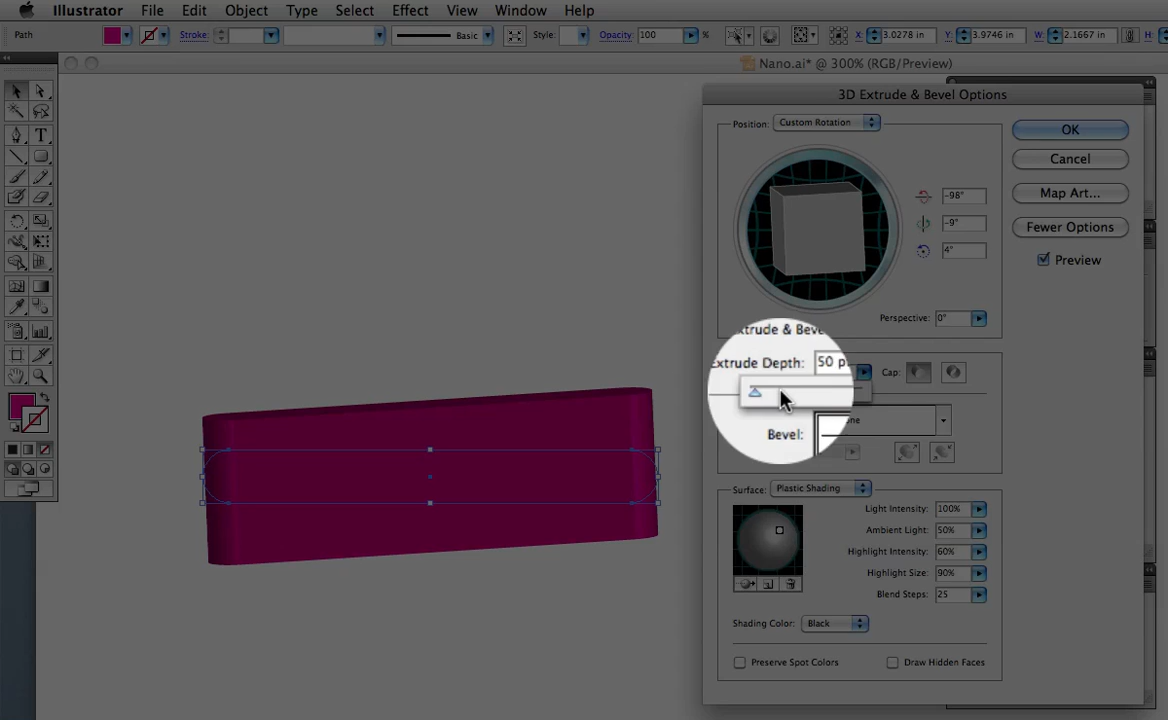 Illustrator File Edit Object Type Select Effect View Window Help
Path Stroke: Basic Style: Opacity: 100 % X: 3.0278 in Y: 3.9746 in W: 2.1667 in H:
Nano.ai* @ 300% (RGB/Preview)
3D Extrude & Bevel Options
Position: Custom Rotation
OK
Cancel
Map Art...
Fewer Options
Preview
-98°
-9°
4°
Perspective: 0°
xtrude & Beve
Extrude Depth: 50 p
Cap:
Bevel:
one
Surface: Plastic Shading
Light Intensity: 100%
Ambient Light: 50%
Highlight Intensity: 60%
Highlight Size: 90%
Blend Steps: 25
Shading Color: Black
Preserve Spot Colors
Draw Hidden Faces